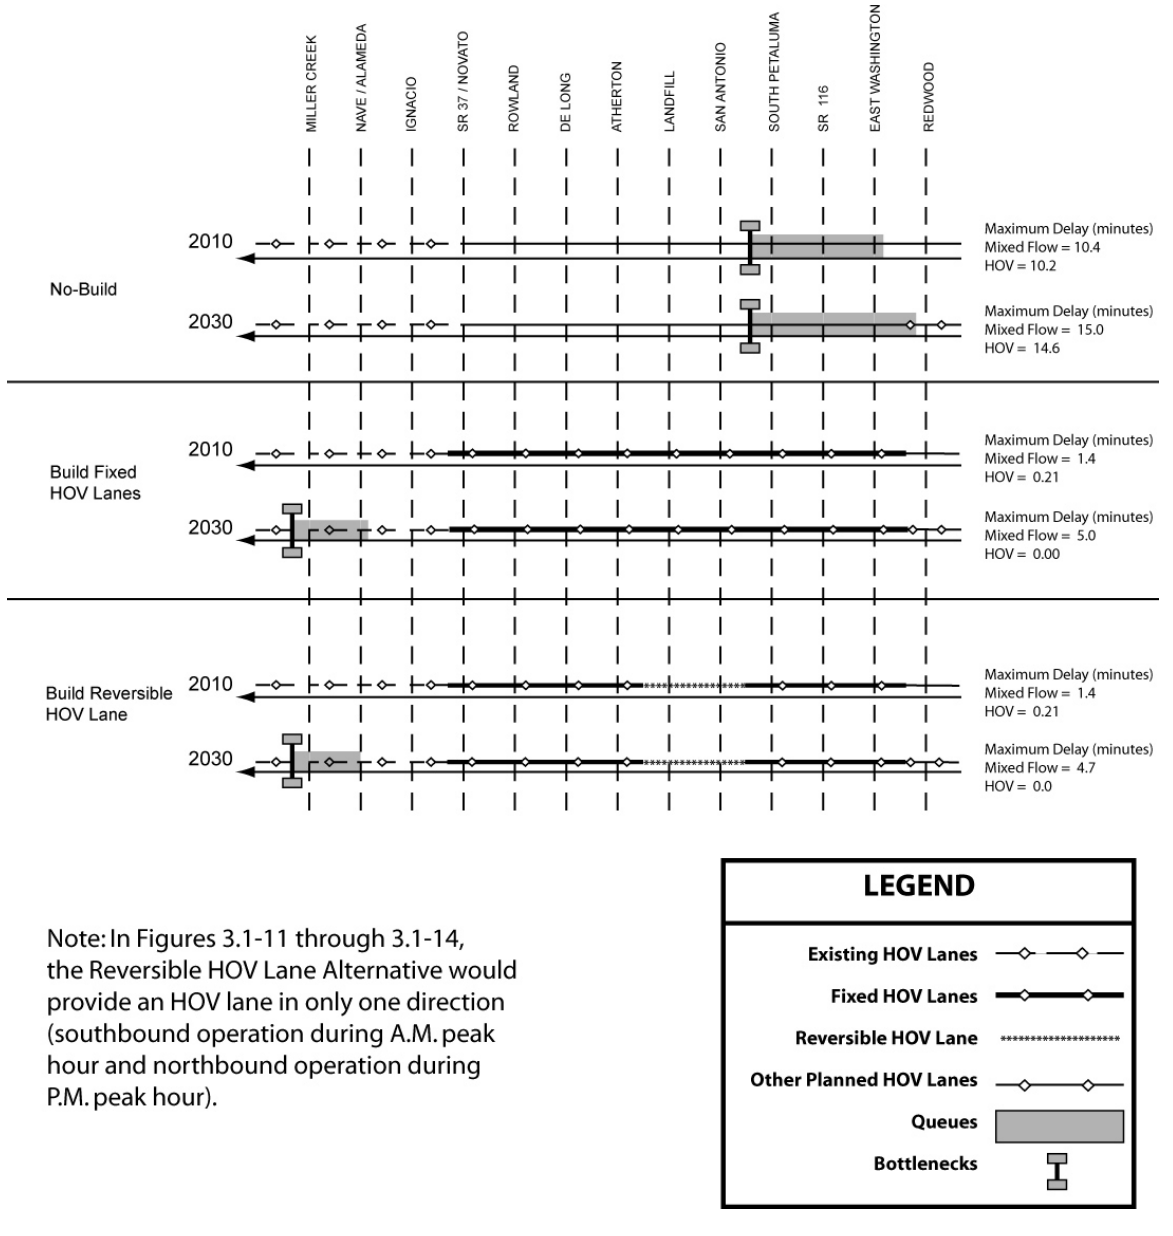 MILLER CREEK
NAVE / ALAMEDA
IGNACIO
SR 37 / NOVATO
ROWLAND
DE LONG
ATHERTON
LANDFILL
SAN ANTONIO
SOUTH PETALUMA
SR 116
EAST WASHINGTON
REDWOOD
No-Build
2010
Maximum Delay (minutes)
Mixed Flow = 10.4
HOV = 10.2
2030
Maximum Delay (minutes)
Mixed Flow = 15.0
HOV = 14.6
Build Fixed
HOV Lanes
2010
Maximum Delay (minutes)
Mixed Flow = 1.4
HOV = 0.21
2030
Maximum Delay (minutes)
Mixed Flow = 5.0
HOV = 0.00
Build Reversible
HOV Lane
2010
Maximum Delay (minutes)
Mixed Flow = 1.4
HOV = 0.21
2030
Maximum Delay (minutes)
Mixed Flow = 4.7
HOV = 0.0
Note: In Figures 3.1-11 through 3.1-14,
the Reversible HOV Lane Alternative would
provide an HOV lane in only one direction
(southbound operation during A.M. peak
hour and northbound operation during
P.M. peak hour).
LEGEND
Existing HOV Lanes
Fixed HOV Lanes
Reversible HOV Lane
Other Planned HOV Lanes
Queues
Bottlenecks